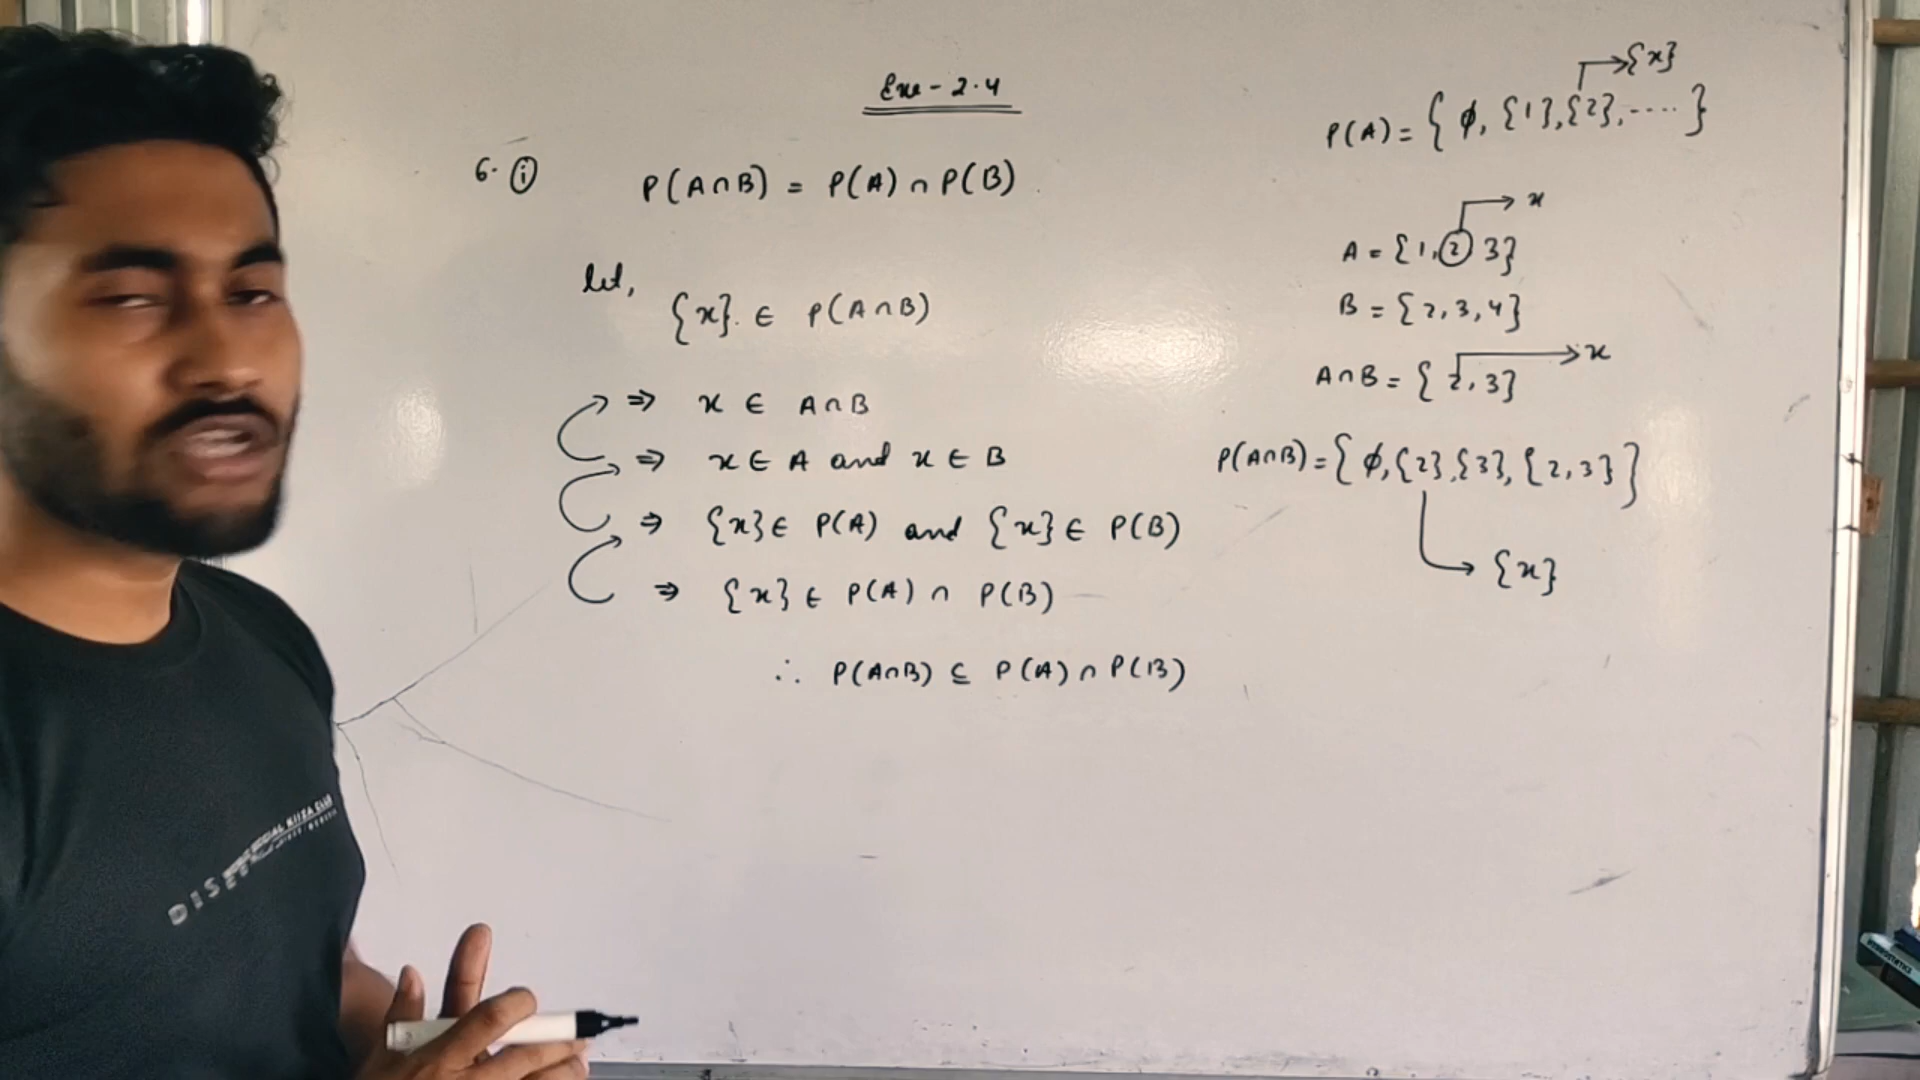 Exe - 2.4
6. (i) P(A∩B) = P(A) ∩ P(B)
let,
{x} ∈ P(A∩B)
⇒ x ∈ A∩B
⇒ x ∈ A and x ∈ B
⇒ {x} ∈ P(A) and {x} ∈ P(B)
⇒ {x} ∈ P(A) ∩ P(B)
∴ P(A∩B) ⊆ P(A) ∩ P(B)
{x}
P(A) = { ϕ, {1}, {2}, .... }
x
A = {1, 2 3}
B = {2, 3, 4}
x
A∩B = {2, 3}
P(A∩B) = { ϕ, {2}, {3}, {2, 3} }
{x}